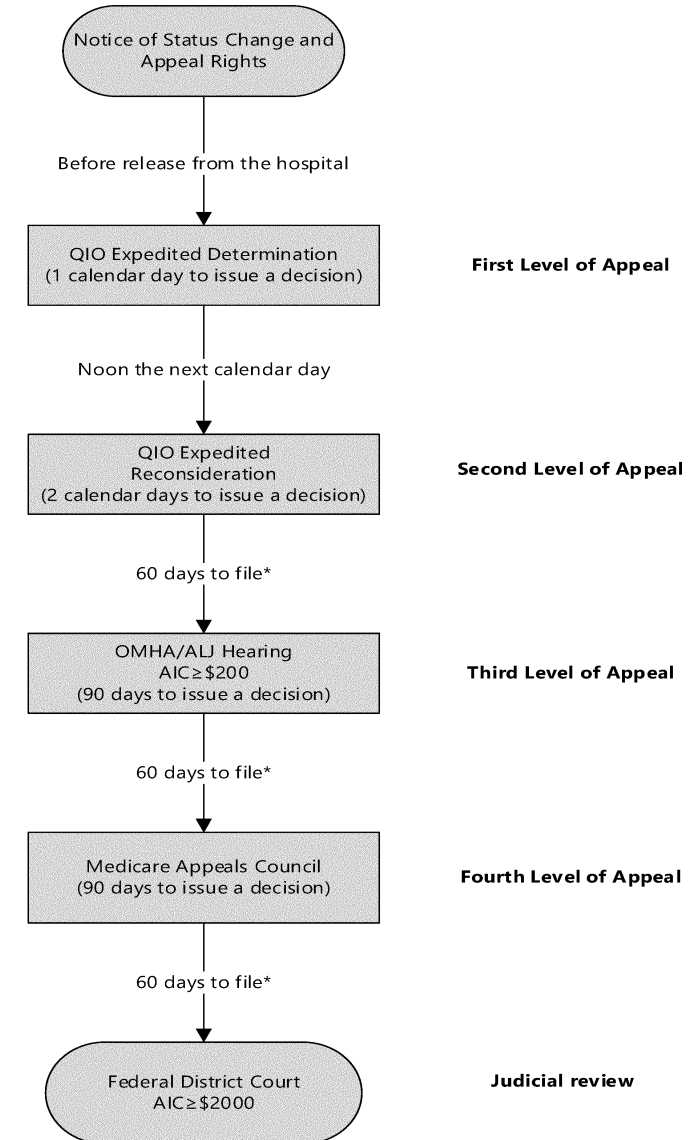 Notice of Status Change and
Appeal Rights
Before release from the hospital
QIO Expedited Determination
(1 calendar day to issue a decision)
First Level of Appeal
Noon the next calendar day
QIO Expedited
Reconsideration
(2 calendar days to issue a decision)
Second Level of Appeal
60 days to file*
OMHA/ALJ Hearing
AIC≥$200
(90 days to issue a decision)
Third Level of Appeal
60 days to file*
Medicare Appeals Council
(90 days to issue a decision)
Fourth Level of Appeal
60 days to file*
Federal District Court
AIC≥$2000
Judicial review